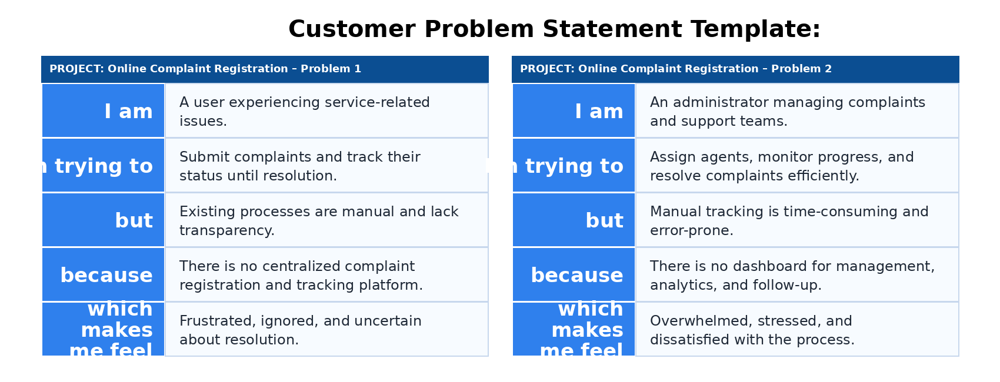 Customer Problem Statement Template:
PROJECT: Online Complaint Registration – Problem 1
I am
A user experiencing service-related
issues.
trying to
Submit complaints and track their
status until resolution.
but
Existing processes are manual and lack
transparency.
because
There is no centralized complaint
registration and tracking platform.
which
makes
me feel
Frustrated, ignored, and uncertain
about resolution.
PROJECT: Online Complaint Registration – Problem 2
I am
An administrator managing complaints
and support teams.
trying to
Assign agents, monitor progress, and
resolve complaints efficiently.
but
Manual tracking is time-consuming and
error-prone.
because
There is no dashboard for management,
analytics, and follow-up.
which
makes
me feel
Overwhelmed, stressed, and
dissatisfied with the process.